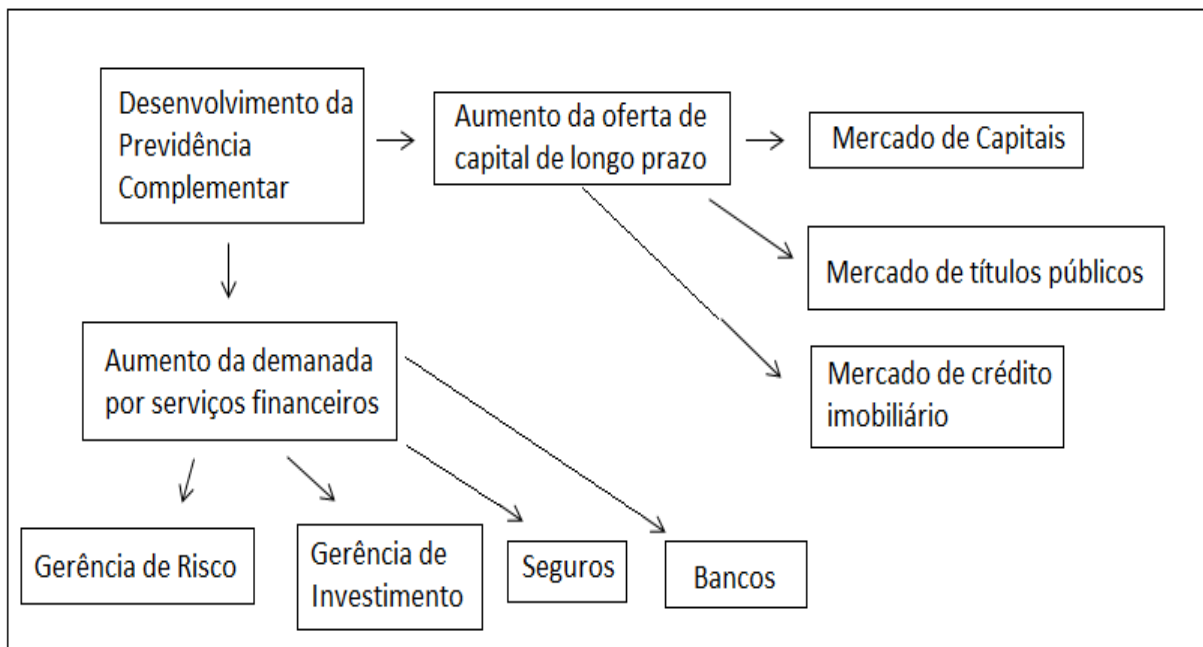 Desenvolvimento da
Previdência
Complementar
Aumento da oferta de
capital de longo prazo
Mercado de Capitais
Mercado de títulos públicos
Mercado de crédito
imobiliário
Aumento da demanada
por serviços financeiros
Gerência de Risco
Gerência de
Investimento
Seguros
Bancos